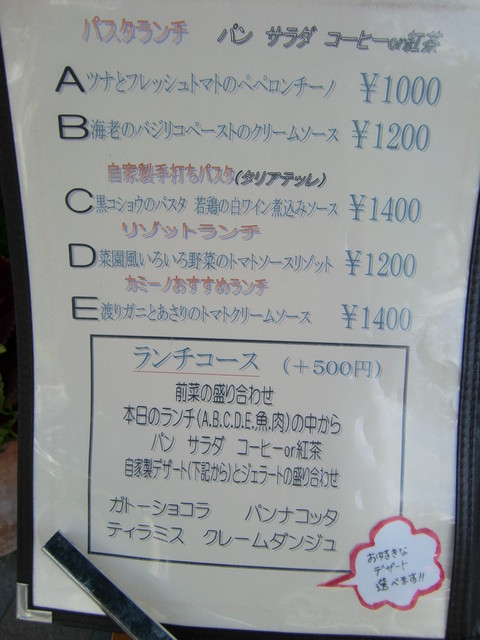 パスタランチ パン サラダ コーヒーor紅茶
Aツナとフレッシュトマトのペペロンチーノ ¥1000
B海老のバジリコペーストのクリームソース ¥1200
自家製手打ちパスタ(タリアテッレ)
C黒コショウのパスタ 若鶏の白ワイン煮込みソース ¥1400
リゾットランチ
D菜園風いろいろ野菜のトマトソースリゾット ¥1200
カミーノおすすめランチ
E渡りガニとあさりのトマトクリームソース ¥1400
ランチコース (+500円)
前菜の盛り合わせ
本日のランチ(A.B.C.D.E.魚.肉)の中から
パン サラダ コーヒーor紅茶
自家製デザート(下記から)とジェラートの盛り合わせ
ガトーショコラ パンナコッタ
ティラミス クレームダンジュ
お好きな
デザート
選べます!!